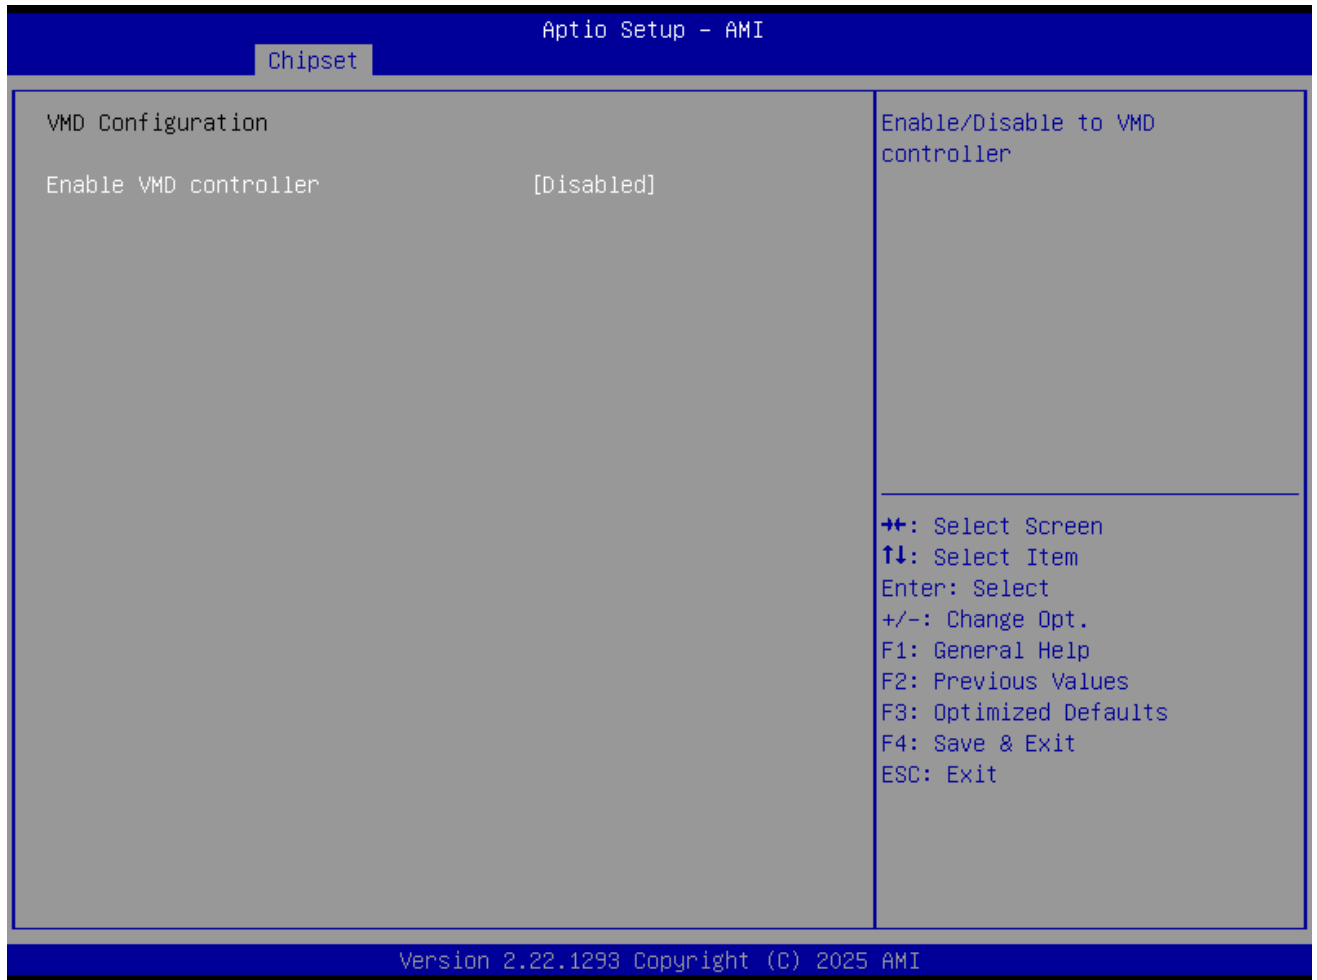 Aptio Setup – AMI
Chipset
VMD Configuration
Enable VMD controller [Disabled]
Enable/Disable to VMD
controller
→←: Select Screen
↑↓: Select Item
Enter: Select
+/-: Change Opt.
F1: General Help
F2: Previous Values
F3: Optimized Defaults
F4: Save & Exit
ESC: Exit
Version 2.22.1293 Copyright (C) 2025 AMI